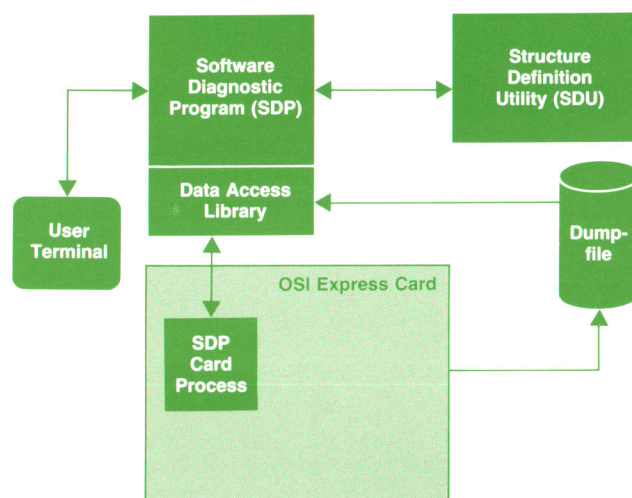 Software
Diagnostic
Program (SDP)
Structure
Definition
Utility (SDU)
Data Access
Library
User
Terminal
Dump-
file
OSI Express Card
SDP
Card
Process